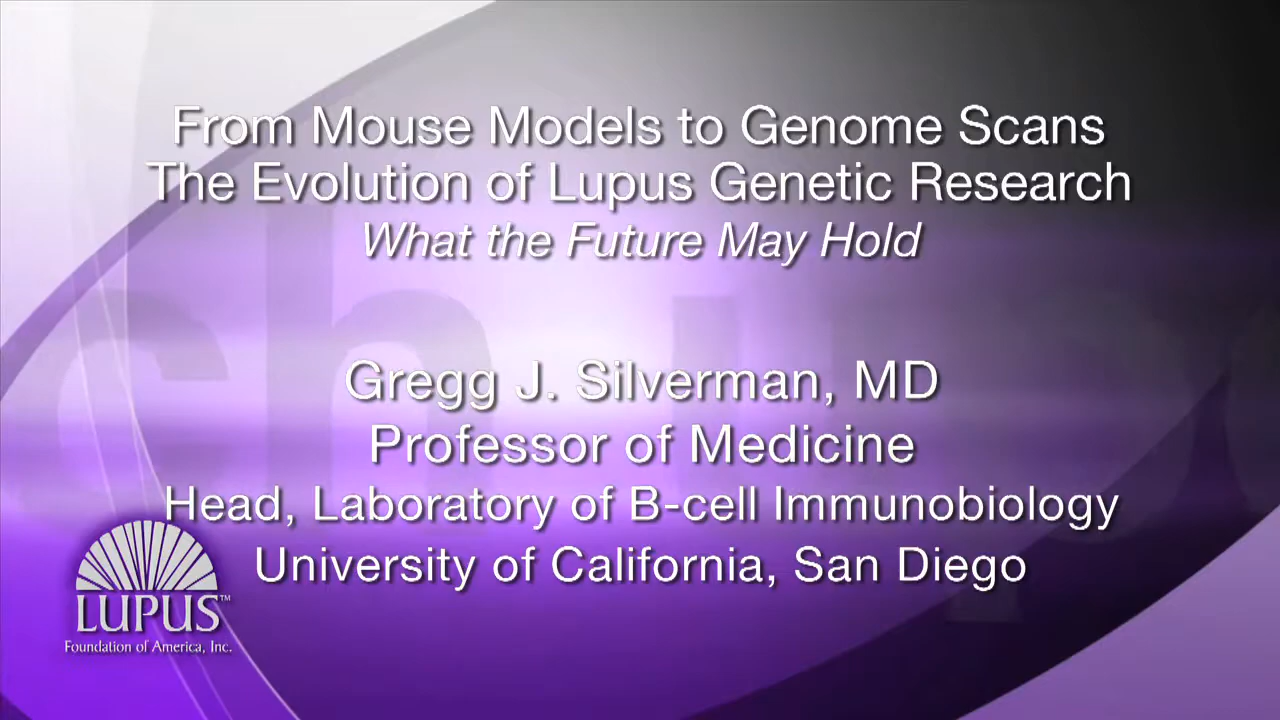 From Mouse Models to Genome Scans
The Evolution of Lupus Genetic Research
What the Future May Hold
Gregg J. Silverman, MD
Professor of Medicine
Head, Laboratory of B-cell Immunobiology
University of California, San Diego
LUPUS™
Foundation of America, Inc.